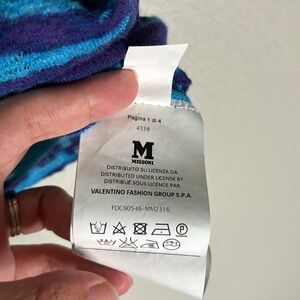 Pagina 1 di 4
4338
M
MISSONI
DISTRIBUITO SU LICENZA DA
DISTRIBUTED UNDER LICENSE BY
DISTRIBUÉ SOUS LICENCE PAR
VALENTINO FASHION GROUP S.P.A.
FDC90546-MM2316